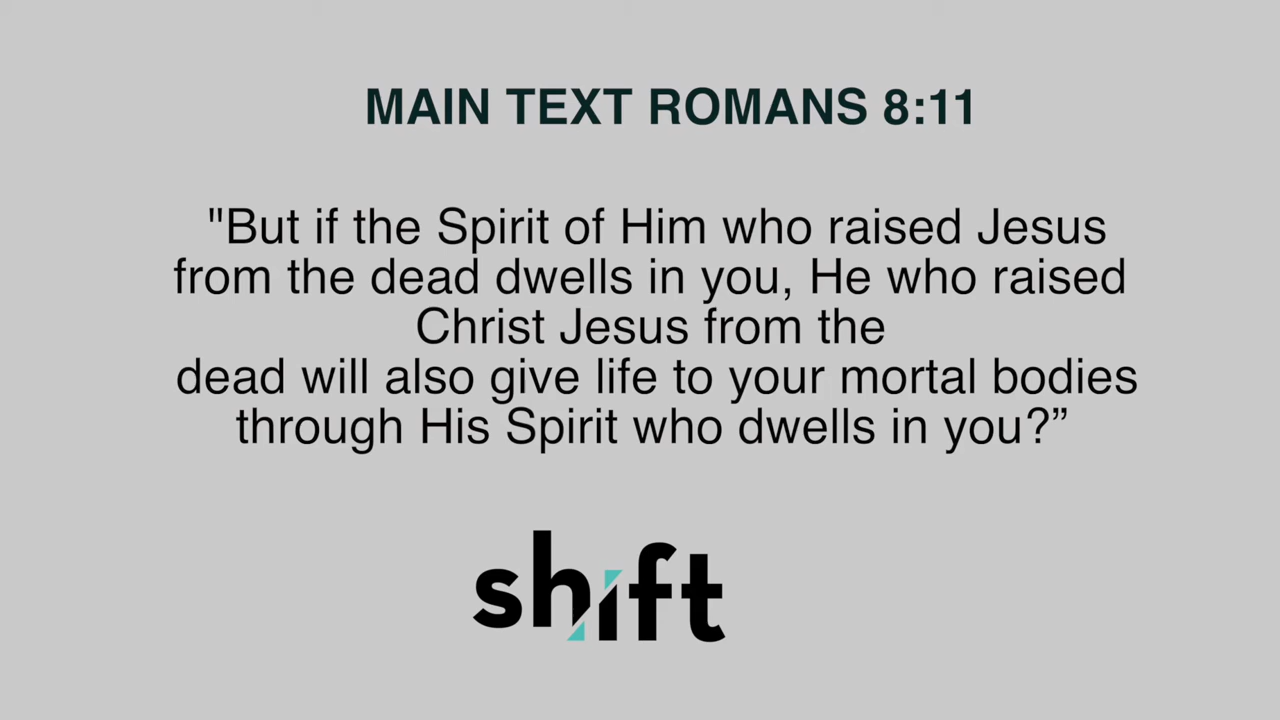 MAIN TEXT ROMANS 8:11
"But if the Spirit of Him who raised Jesus
from the dead dwells in you, He who raised
Christ Jesus from the
dead will also give life to your mortal bodies
through His Spirit who dwells in you?”
shift